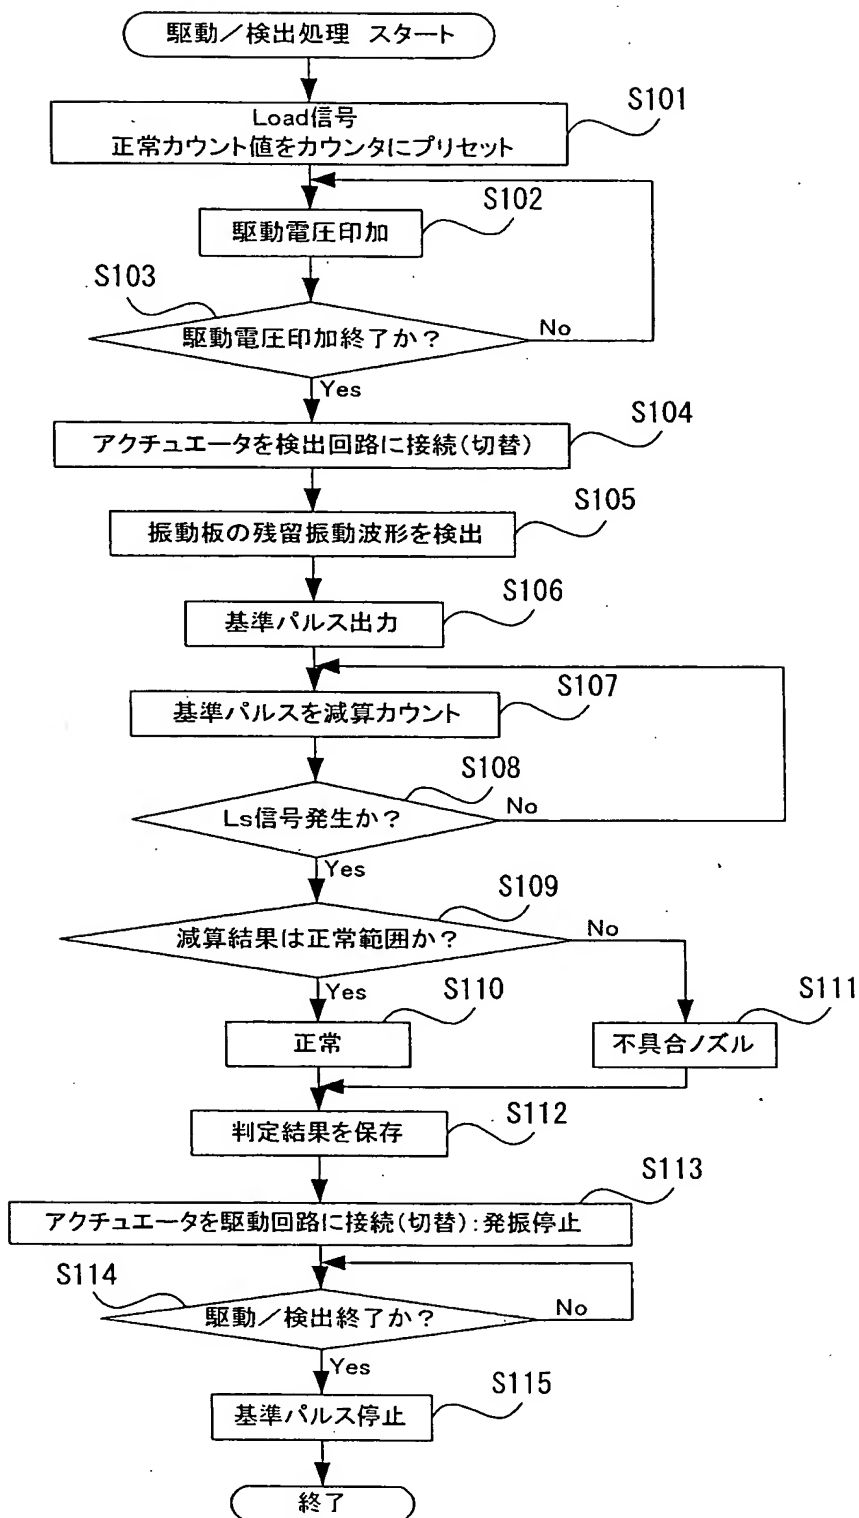 駆動／検出処理 スタート
S101
Load信号
正常カウント値をカウンタにプリセット
S102
駆動電圧印加
S103
駆動電圧印加終了か？
No
Yes
S104
アクチュエータを検出回路に接続(切替)
S105
振動板の残留振動波形を検出
S106
基準パルス出力
S107
基準パルスを減算カウント
S108
Ls信号発生か？
No
Yes
S109
減算結果は正常範囲か？
No
Yes
S110
正常
S111
不具合ノズル
S112
判定結果を保存
S113
アクチュエータを駆動回路に接続(切替)：発振停止
S114
駆動／検出終了か？
No
Yes
S115
基準パルス停止
終了